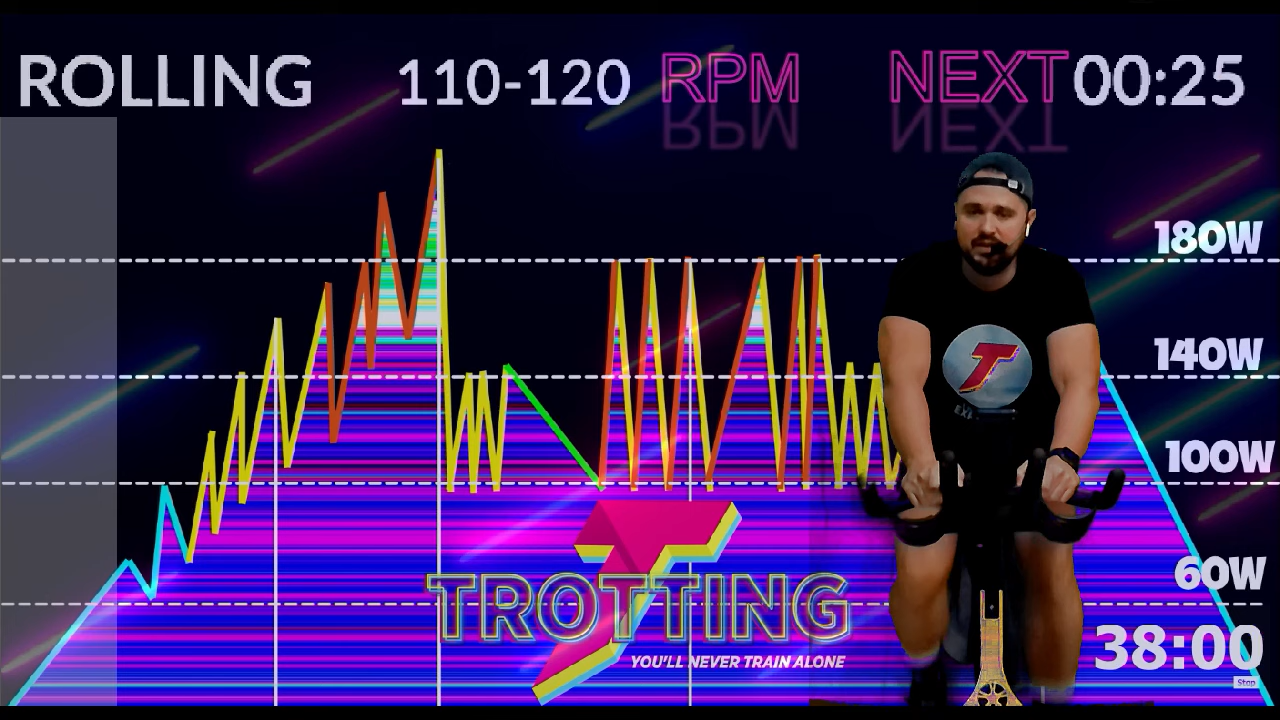 ROLLING 110-120 RPM NEXT 00:25
180W
140W
T
100W
60W
TROTTING
38:00
YOU'LL NEVER TRAIN ALONE
Stop